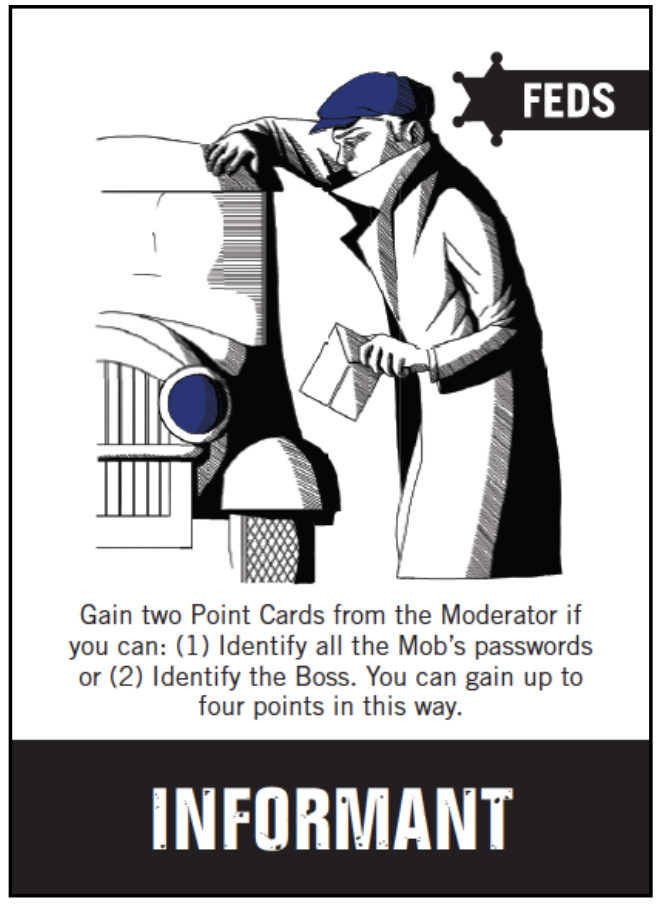 FEDS
Gain two Point Cards from the Moderator if
you can: (1) Identify all the Mob's passwords
or (2) Identify the Boss. You can gain up to
four points in this way.
INFORMANT